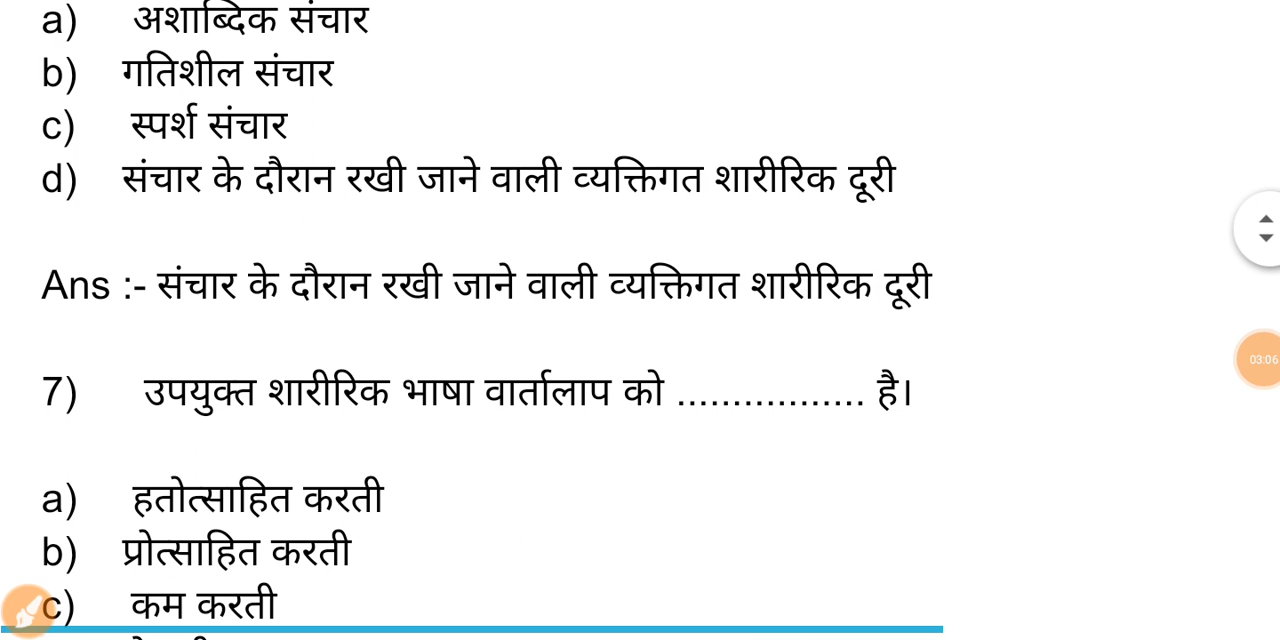 a) अशाब्दिक संचार
b) गतिशील संचार
c) स्पर्श संचार
d) संचार के दौरान रखी जाने वाली व्यक्तिगत शारीरिक दूरी
Ans :- संचार के दौरान रखी जाने वाली व्यक्तिगत शारीरिक दूरी
03:06
7) उपयुक्त शारीरिक भाषा वार्तालाप को ................. है।
a) हतोत्साहित करती
b) प्रोत्साहित करती
c) कम करती